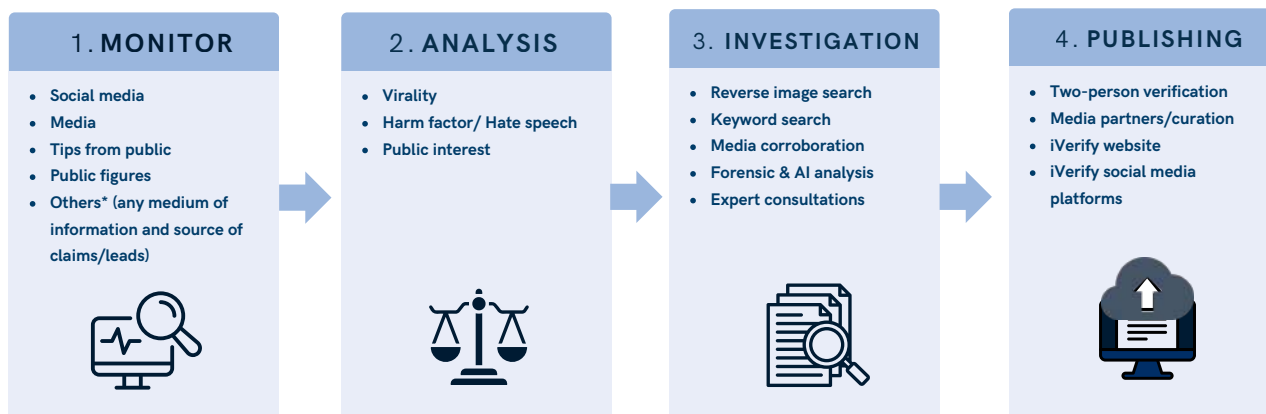 1. MONITOR
• Social media
• Media
• Tips from public
• Public figures
• Others* (any medium of
information and source of
claims/leads)
2. ANALYSIS
• Virality
• Harm factor/ Hate speech
• Public interest
3. INVESTIGATION
• Reverse image search
• Keyword search
• Media corroboration
• Forensic & AI analysis
• Expert consultations
4. PUBLISHING
• Two-person verification
• Media partners/curation
• iVerify website
• iVerify social media
platforms